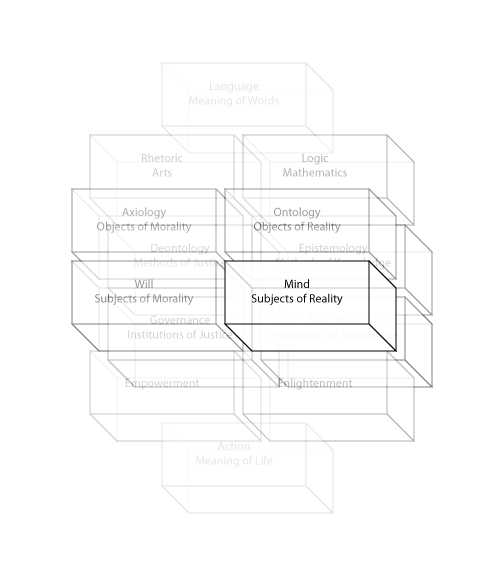 Language
Meaning of Words
Rhetoric
Arts
Logic
Mathematics
Axiology
Objects of Morality
Ontology
Objects of Reality
Deontology
Methods of Justice
Epistemology
Methods of Knowledge
Will
Subjects of Morality
Mind
Subjects of Reality
Governance
Institutions of Justice
Empowerment
Enlightenment
Action
Meaning of Life